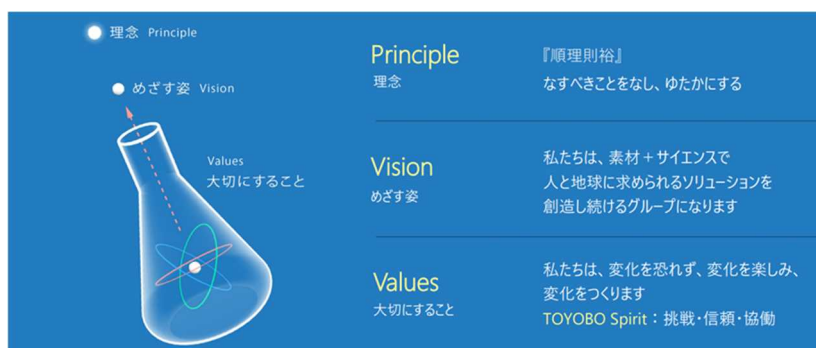 理念 Principle
めざす姿 Vision
Values
大切にすること
Principle
理念
『順理則裕』
なすべきことをなし、ゆたかにする
Vision
めざす姿
私たちは、素材+サイエンスで
人と地球に求められるソリューションを
創造し続けるグループになります
Values
大切にすること
私たちは、変化を恐れず、変化を楽しみ、
変化をつくります
TOYOBO Spirit:挑戦・信頼・協働